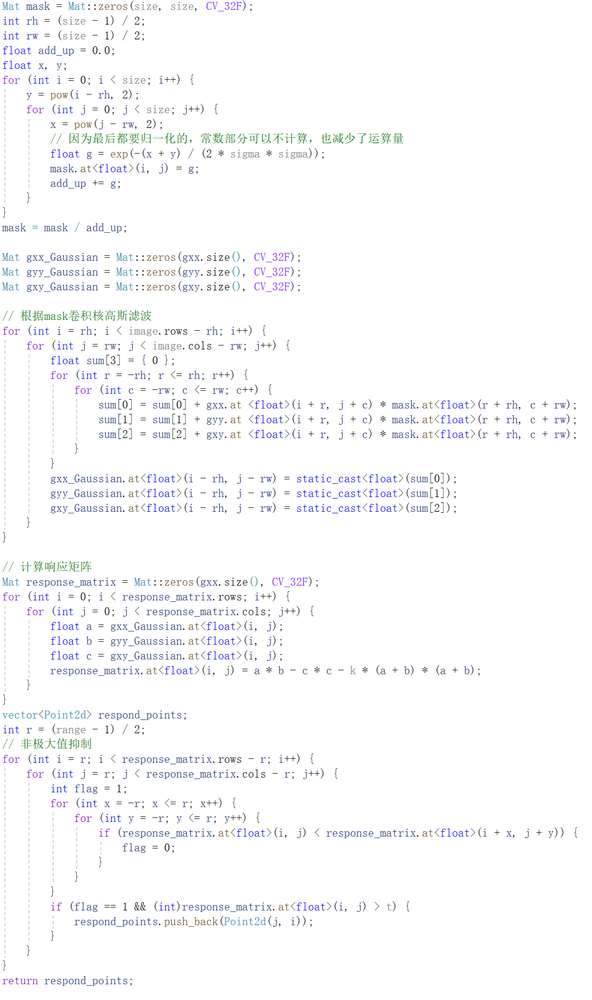 Mat mask = Mat::zeros(size, size, CV_32F);
int rh = (size - 1) / 2;
int rw = (size - 1) / 2;
float add_up = 0.0;
float x, y;
for (int i = 0; i < size; i++) {
    y = pow(i - rh, 2);
    for (int j = 0; j < size; j++) {
        x = pow(j - rw, 2);
        // 因为最后都要归一化的，常数部分可以不计算，也减少了运算量
        float g = exp(-(x + y) / (2 * sigma * sigma));
        mask.at<float>(i, j) = g;
        add_up += g;
    }
}
mask = mask / add_up;

Mat gxx_Gaussian = Mat::zeros(gxx.size(), CV_32F);
Mat gyy_Gaussian = Mat::zeros(gyy.size(), CV_32F);
Mat gxy_Gaussian = Mat::zeros(gxy.size(), CV_32F);

// 根据mask卷积核高斯滤波
for (int i = rh; i < image.rows - rh; i++) {
    for (int j = rw; j < image.cols - rw; j++) {
        float sum[3] = { 0 };
        for (int r = -rh; r <= rh; r++) {
            for (int c = -rw; c <= rw; c++) {
                sum[0] = sum[0] + gxx.at <float>(i + r, j + c) * mask.at<float>(r + rh, c + rw);
                sum[1] = sum[1] + gyy.at <float>(i + r, j + c) * mask.at<float>(r + rh, c + rw);
                sum[2] = sum[2] + gxy.at <float>(i + r, j + c) * mask.at<float>(r + rh, c + rw);
            }
        }
        gxx_Gaussian.at<float>(i - rh, j - rw) = static_cast<float>(sum[0]);
        gyy_Gaussian.at<float>(i - rh, j - rw) = static_cast<float>(sum[1]);
        gxy_Gaussian.at<float>(i - rh, j - rw) = static_cast<float>(sum[2]);
    }
}

// 计算响应矩阵
Mat response_matrix = Mat::zeros(gxx.size(), CV_32F);
for (int i = 0; i < response_matrix.rows; i++) {
    for (int j = 0; j < response_matrix.cols; j++) {
        float a = gxx_Gaussian.at<float>(i, j);
        float b = gyy_Gaussian.at<float>(i, j);
        float c = gxy_Gaussian.at<float>(i, j);
        response_matrix.at<float>(i, j) = a * b - c * c - k * (a + b) * (a + b);
    }
}
vector<Point2d> respond_points;
int r = (range - 1) / 2;
// 非极大值抑制
for (int i = r; i < response_matrix.rows - r; i++) {
    for (int j = r; j < response_matrix.cols - r; j++) {
        int flag = 1;
        for (int x = -r; x <= r; x++) {
            for (int y = -r; y <= r; y++) {
                if (response_matrix.at<float>(i, j) < response_matrix.at<float>(i + x, j + y)) {
                    flag = 0;
                }
            }
        }
        if (flag == 1 && (int)response_matrix.at<float>(i, j) > t) {
            respond_points.push_back(Point2d(j, i));
        }
    }
}
return respond_points;